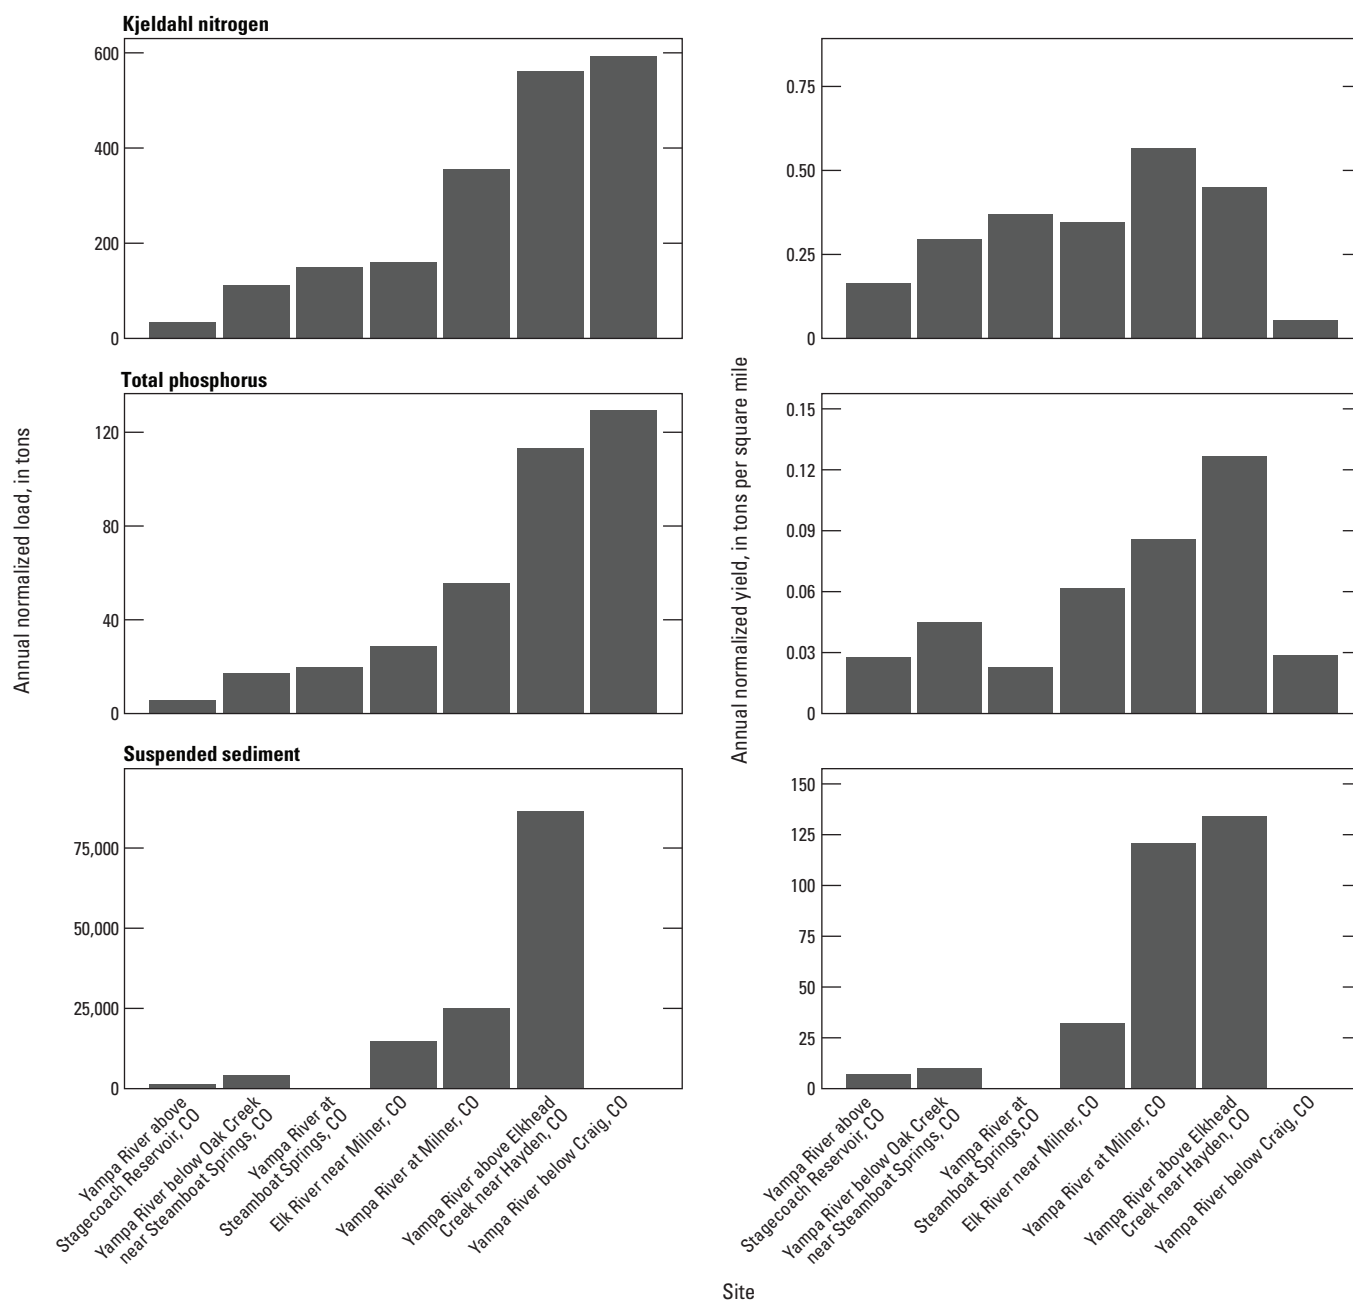 Kjeldahl nitrogen
600
400
200
0
0.75
0.50
0.25
0
Total phosphorus
120
80
40
0
0.15
0.12
0.09
0.06
0.03
0
Suspended sediment
75,000
50,000
25,000
0
150
125
100
75
50
25
0
Annual normalized load, in tons
Annual normalized yield, in tons per square mile
Yampa River above
Stagecoach Reservoir, CO
Yampa River below Oak Creek
near Steamboat Springs, CO
Yampa River at
Steamboat Springs, CO
Elk River near Milner, CO
Yampa River at Milner, CO
Yampa River above Elkhead
Creek near Hayden, CO
Yampa River below Craig, CO
Yampa River above
Stagecoach Reservoir, CO
Yampa River below Oak Creek
near Steamboat Springs, CO
Yampa River at
Steamboat Springs,CO
Elk River near Milner, CO
Yampa River at Milner, CO
Yampa River above Elkhead
Creek near Hayden, CO
Yampa River below Craig, CO
Site